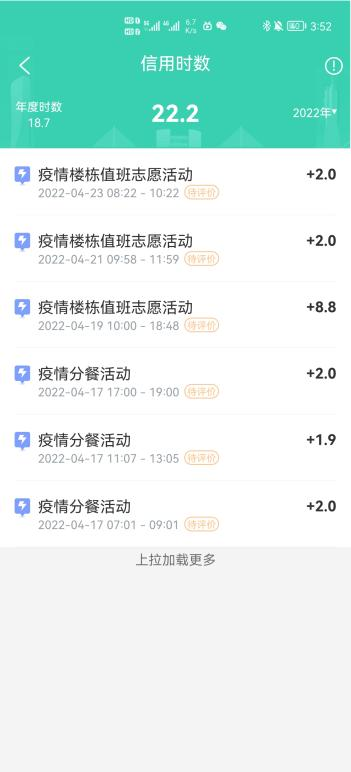 6.7
K/s
3:52
信用时数
年度时数
18.7
22.2
2022年
疫情楼栋值班志愿活动
+2.0
2022-04-23 08:22 - 10:22 待评价
疫情楼栋值班志愿活动
+2.0
2022-04-21 09:58 - 11:59 待评价
疫情楼栋值班志愿活动
+8.8
2022-04-19 10:00 - 18:48 待评价
疫情分餐活动
+2.0
2022-04-17 17:00 - 19:00 待评价
疫情分餐活动
+1.9
2022-04-17 11:07 - 13:05 待评价
疫情分餐活动
+2.0
2022-04-17 07:01 - 09:01 待评价
上拉加载更多